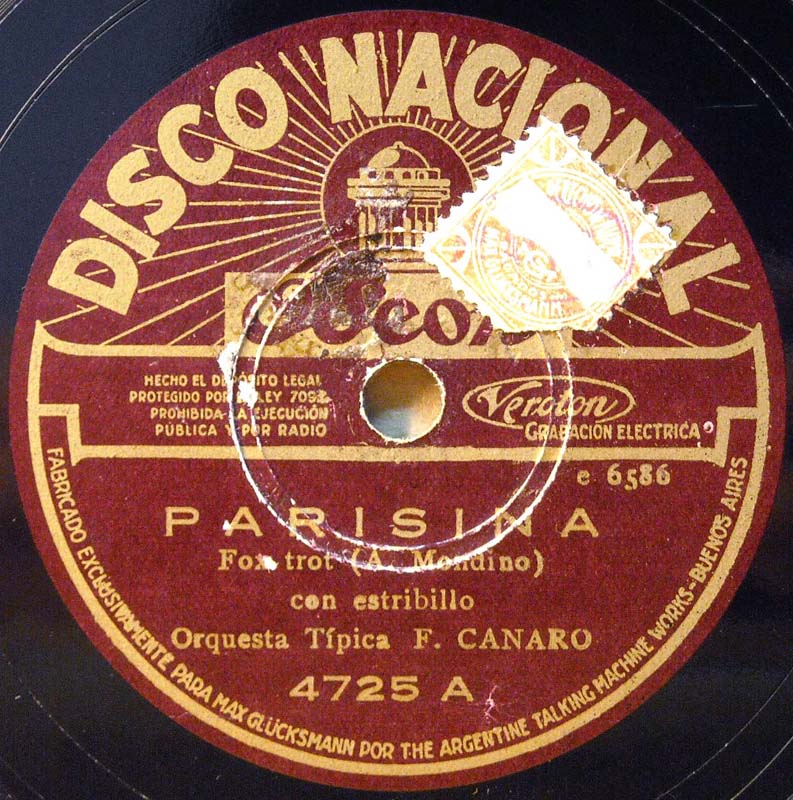 DISCO NACIONAL
Odeon
HECHO EL DEPÓSITO LEGAL
PROTEGIDO POR LA LEY
PROHIBIDA LA EJECUCIÓN
PÚBLICA Y POR RADIO
Veroton
GRABACIÓN ELECTRICA
e 6586
PARISINA
Fox trot (A. Mondino)
con estribillo
Orquesta Típica F. CANARO
4725 A
FABRICADO EXCLUSIVAMENTE PARA MAX GLÜCKSMANN POR THE ARGENTINE TALKING MACHINE WORKS-BUENOS AIRES